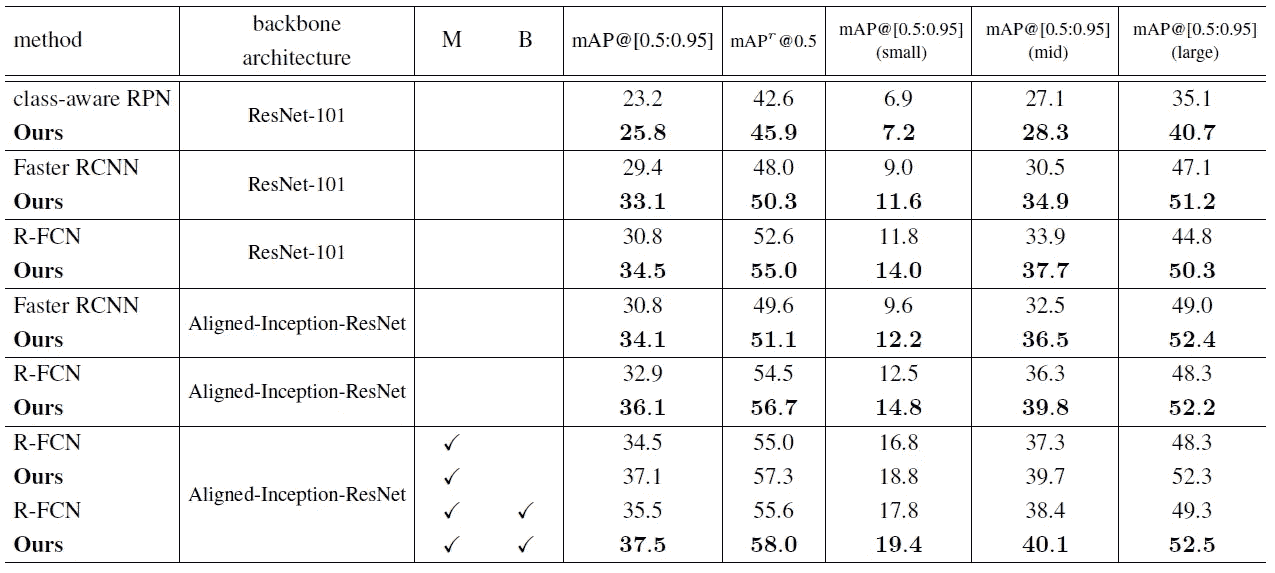 method backbone architecture M B mAP@[0.5:0.95] mAP^r@0.5 mAP@[0.5:0.95] (small) mAP@[0.5:0.95] (mid) mAP@[0.5:0.95] (large)
class-aware RPN ResNet-101 23.2 42.6 6.9 27.1 35.1
Ours 25.8 45.9 7.2 28.3 40.7
Faster RCNN ResNet-101 29.4 48.0 9.0 30.5 47.1
Ours 33.1 50.3 11.6 34.9 51.2
R-FCN ResNet-101 30.8 52.6 11.8 33.9 44.8
Ours 34.5 55.0 14.0 37.7 50.3
Faster RCNN Aligned-Inception-ResNet 30.8 49.6 9.6 32.5 49.0
Ours 34.1 51.1 12.2 36.5 52.4
R-FCN Aligned-Inception-ResNet 32.9 54.5 12.5 36.3 48.3
Ours 36.1 56.7 14.8 39.8 52.2
R-FCN Aligned-Inception-ResNet ✓ 34.5 55.0 16.8 37.3 48.3
Ours ✓ 37.1 57.3 18.8 39.7 52.3
R-FCN ✓ ✓ 35.5 55.6 17.8 38.4 49.3
Ours ✓ ✓ 37.5 58.0 19.4 40.1 52.5